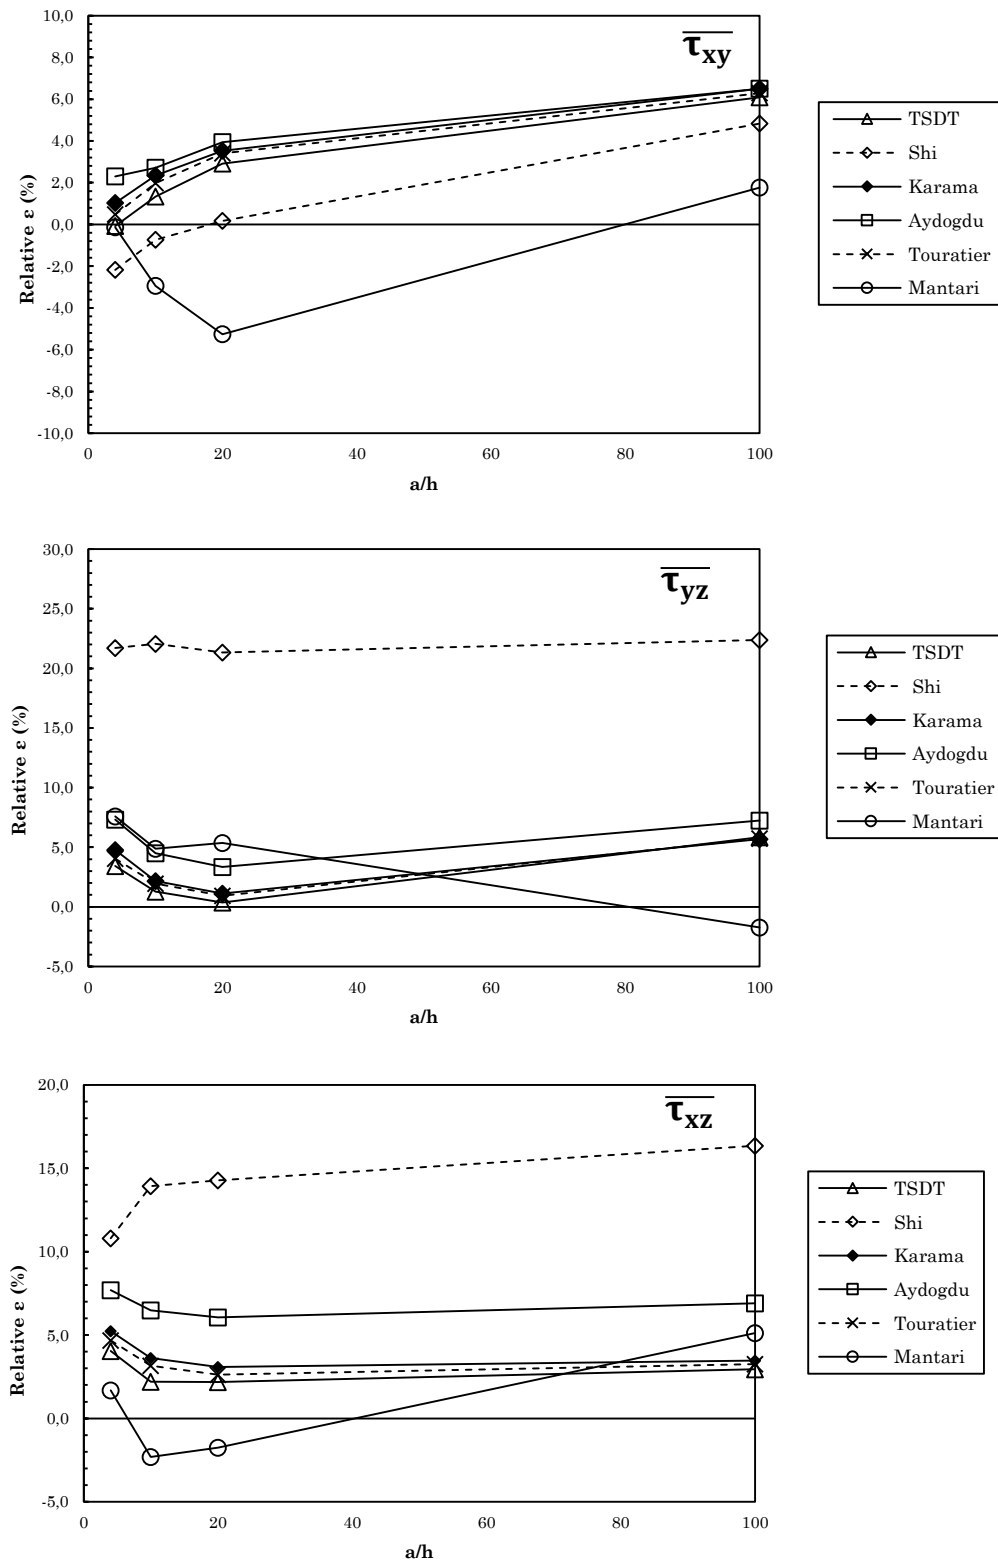 10,0
τxy
8,0
6,0
4,0
2,0
0,0
-2,0
-4,0
-6,0
-8,0
-10,0
Relative ε (%)
0 20 40 60 80 100
a/h
TSDT
Shi
Karama
Aydogdu
Touratier
Mantari
30,0
τyz
25,0
20,0
15,0
10,0
5,0
0,0
-5,0
Relative ε (%)
0 20 40 60 80 100
a/h
TSDT
Shi
Karama
Aydogdu
Touratier
Mantari
20,0
τxz
15,0
10,0
5,0
0,0
-5,0
Relative ε (%)
0 20 40 60 80 100
a/h
TSDT
Shi
Karama
Aydogdu
Touratier
Mantari